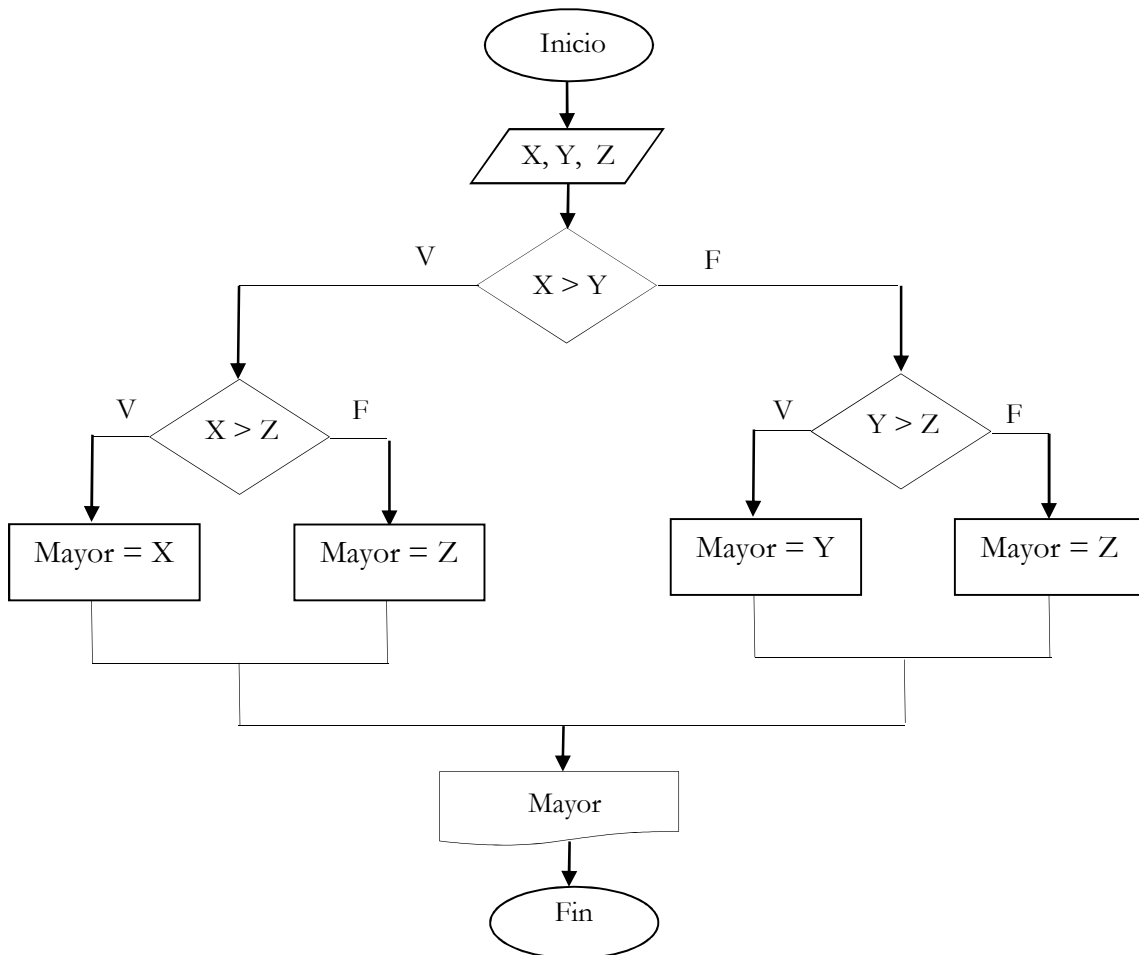 Inicio
X, Y, Z
V
F
X > Y
V
F
X > Z
V
F
Y > Z
Mayor = X
Mayor = Z
Mayor = Y
Mayor = Z
Mayor
Fin